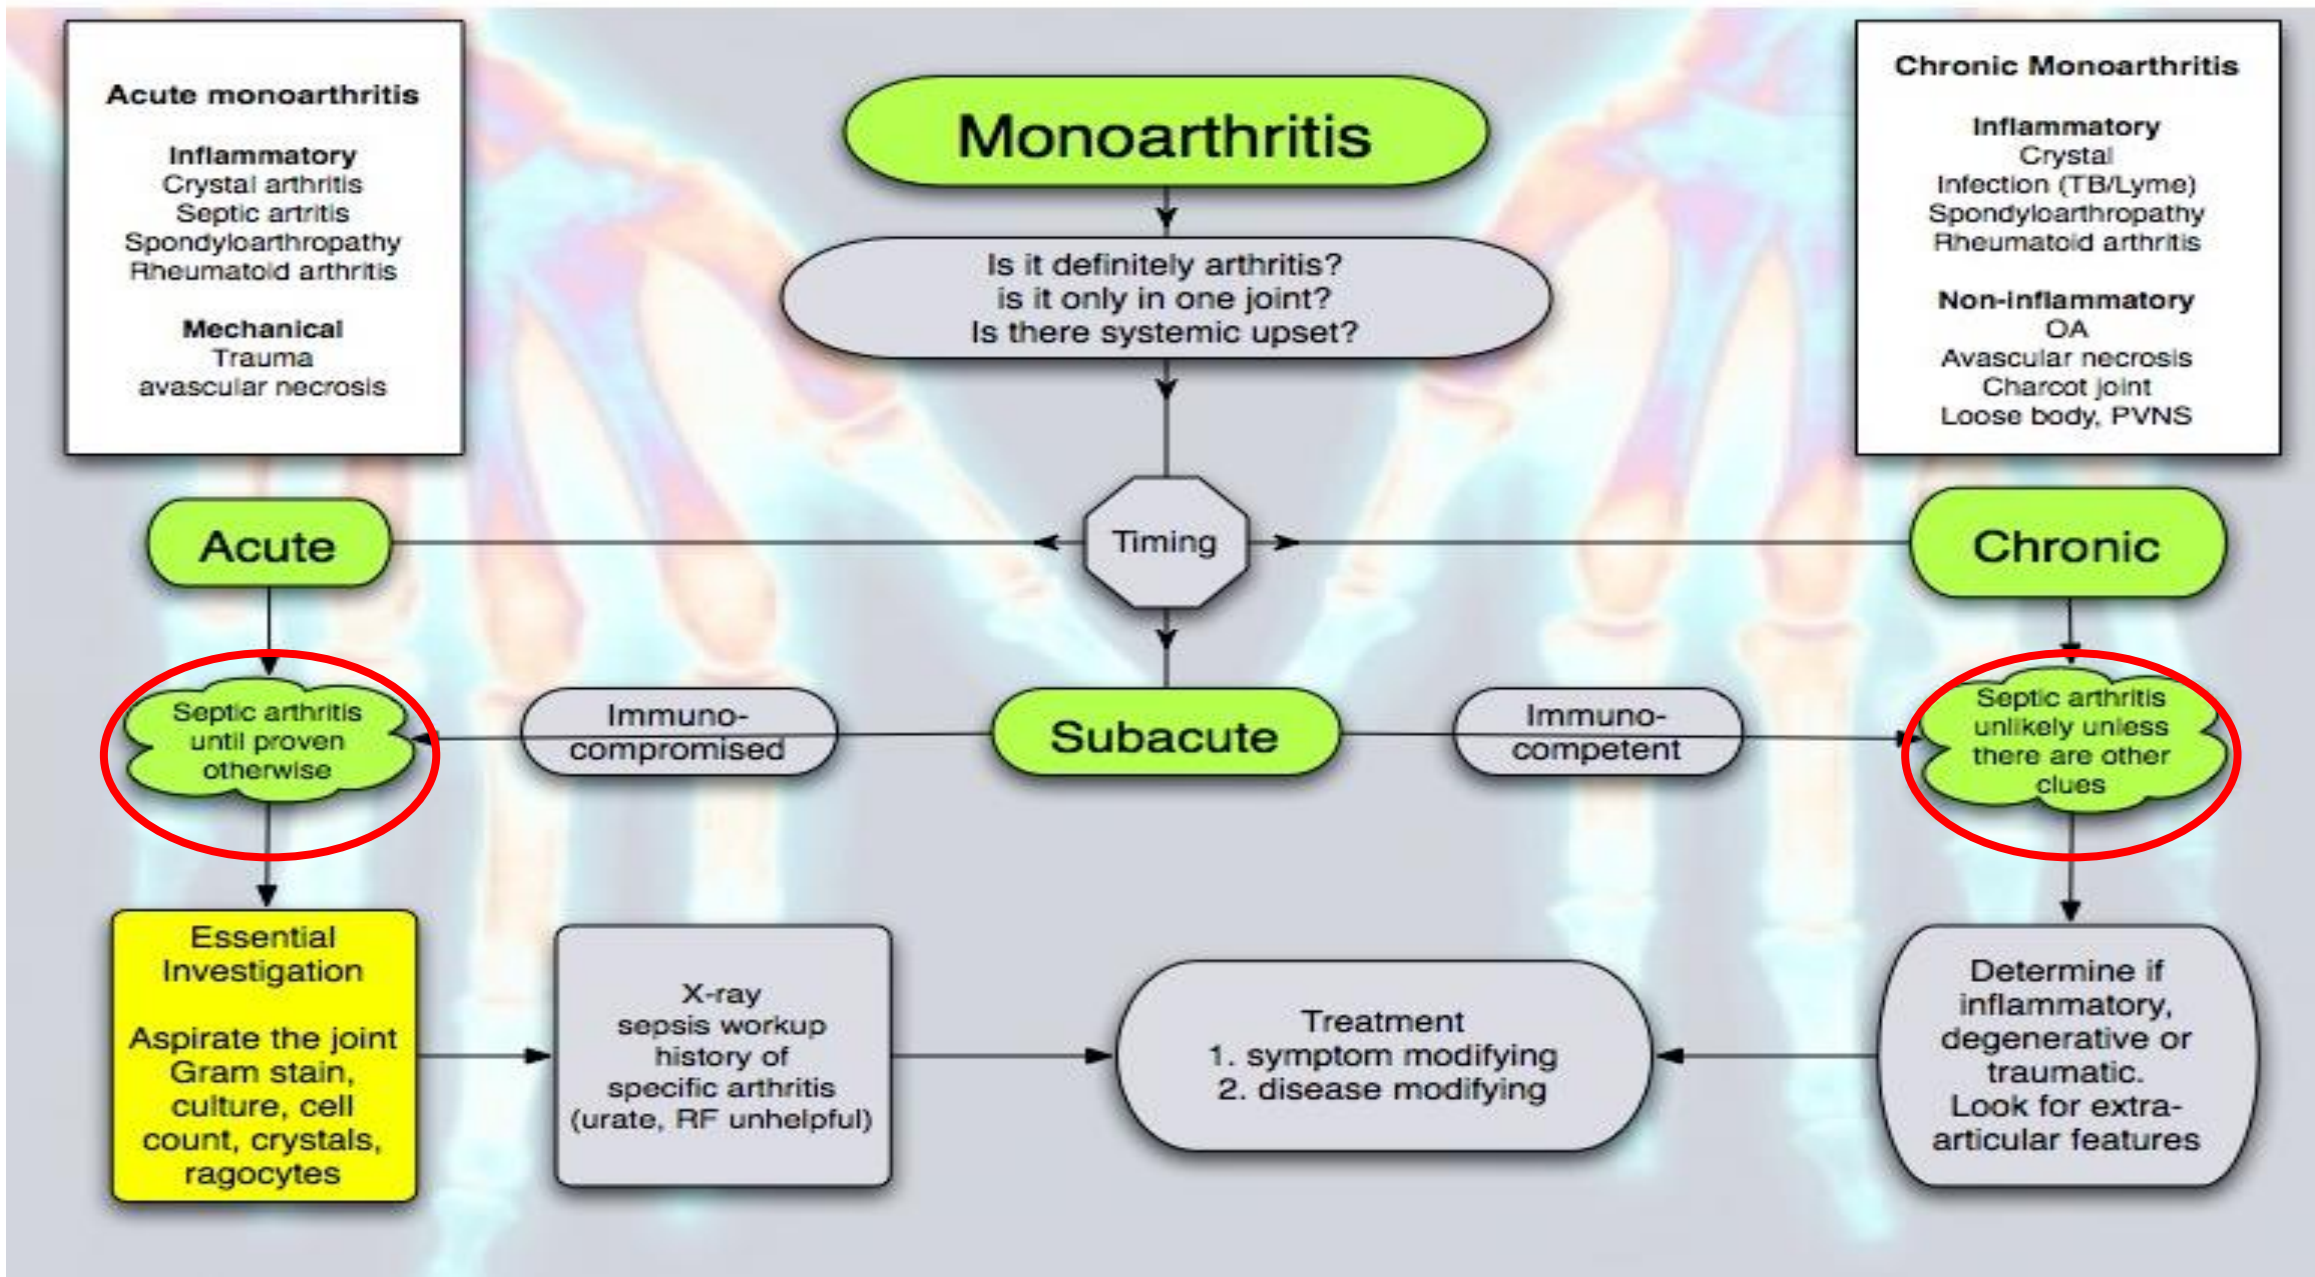 Acute monoarthritis
Inflammatory
Crystal arthritis
Septic artritis
Spondyloarthropathy
Rheumatoid arthritis
Mechanical
Trauma
avascular necrosis
Monoarthritis
Is it definitely arthritis?
is it only in one joint?
Is there systemic upset?
Chronic Monoarthritis
Inflammatory
Crystal
Infection (TB/Lyme)
Spondyloarthropathy
Rheumatoid arthritis
Non-inflammatory
OA
Avascular necrosis
Charcot joint
Loose body, PVNS
Acute
Timing
Chronic
Septic arthritis
until proven
otherwise
Immuno-
compromised
Subacute
Immuno-
competent
Septic arthritis
unlikely unless
there are other
clues
Essential
Investigation
Aspirate the joint
Gram stain,
culture, cell
count, crystals,
ragocytes
X-ray
sepsis workup
history of
specific arthritis
(urate, RF unhelpful)
Treatment
1. symptom modifying
2. disease modifying
Determine if
inflammatory,
degenerative or
traumatic.
Look for extra-
articular features